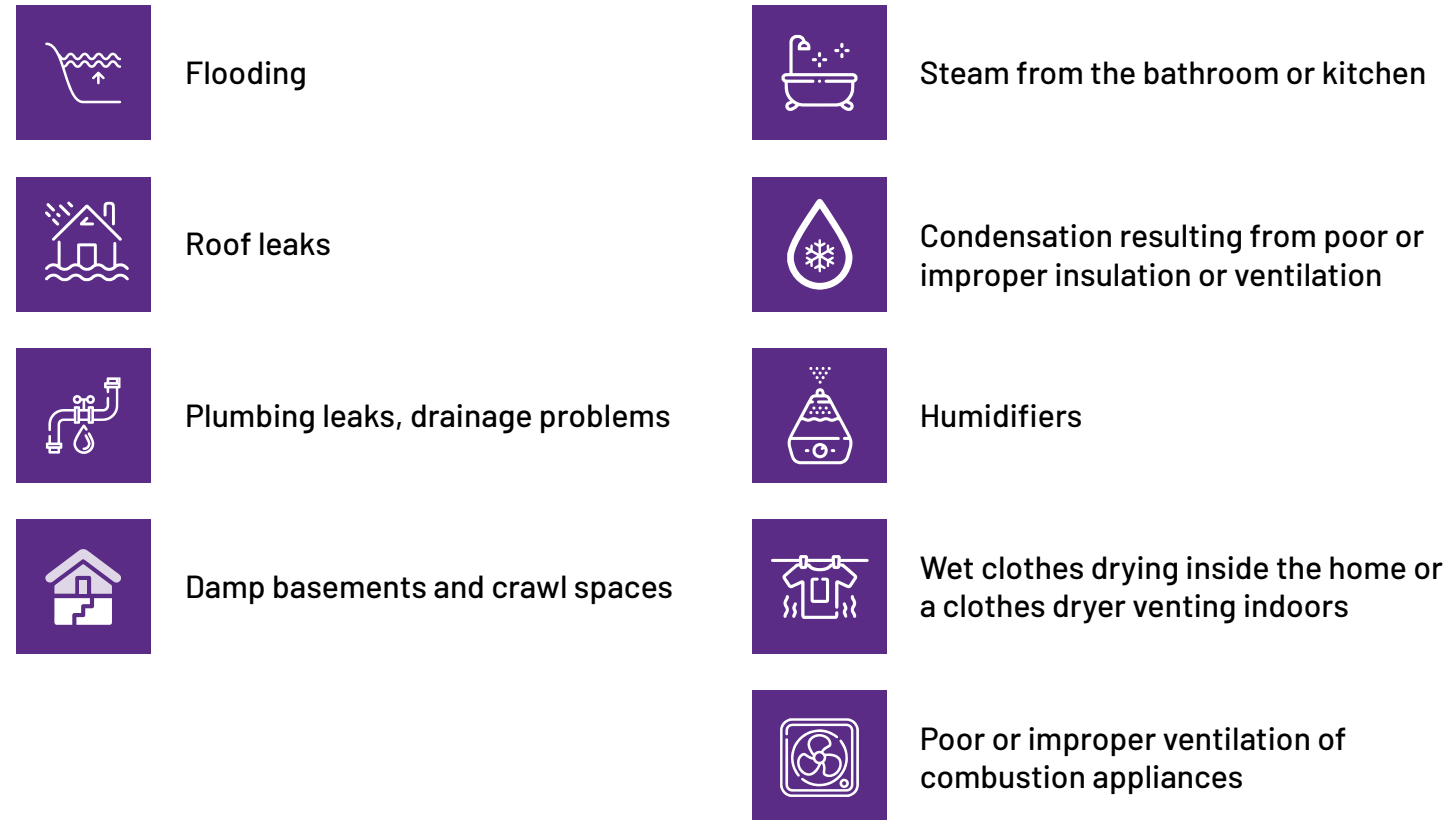 Flooding
Roof leaks
Plumbing leaks, drainage problems
Damp basements and crawl spaces
Steam from the bathroom or kitchen
Condensation resulting from poor or
improper insulation or ventilation
Humidifiers
Wet clothes drying inside the home or
a clothes dryer venting indoors
Poor or improper ventilation of
combustion appliances